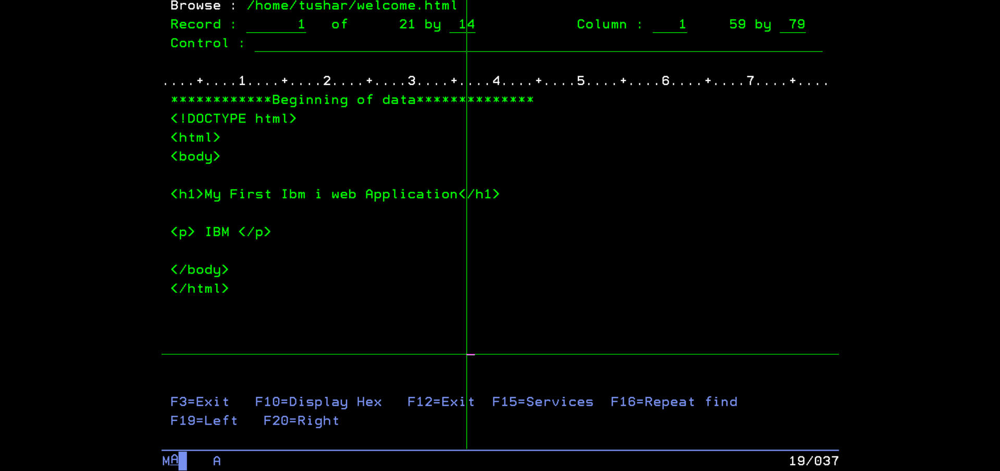 Browse : /home/tushar/welcome.html
Record : 1 of 21 by 14 Column : 1 59 by 79
Control :
....+....1....+....2....+....3....+....4....+....5....+....6....+....7....+....
************Beginning of data**************
<!DOCTYPE html>
<html>
<body>
<h1>My First Ibm i web Application</h1>
<p> IBM </p>
</body>
</html>
F3=Exit F10=Display Hex F12=Exit F15=Services F16=Repeat find
F19=Left F20=Right
MA A 19/037